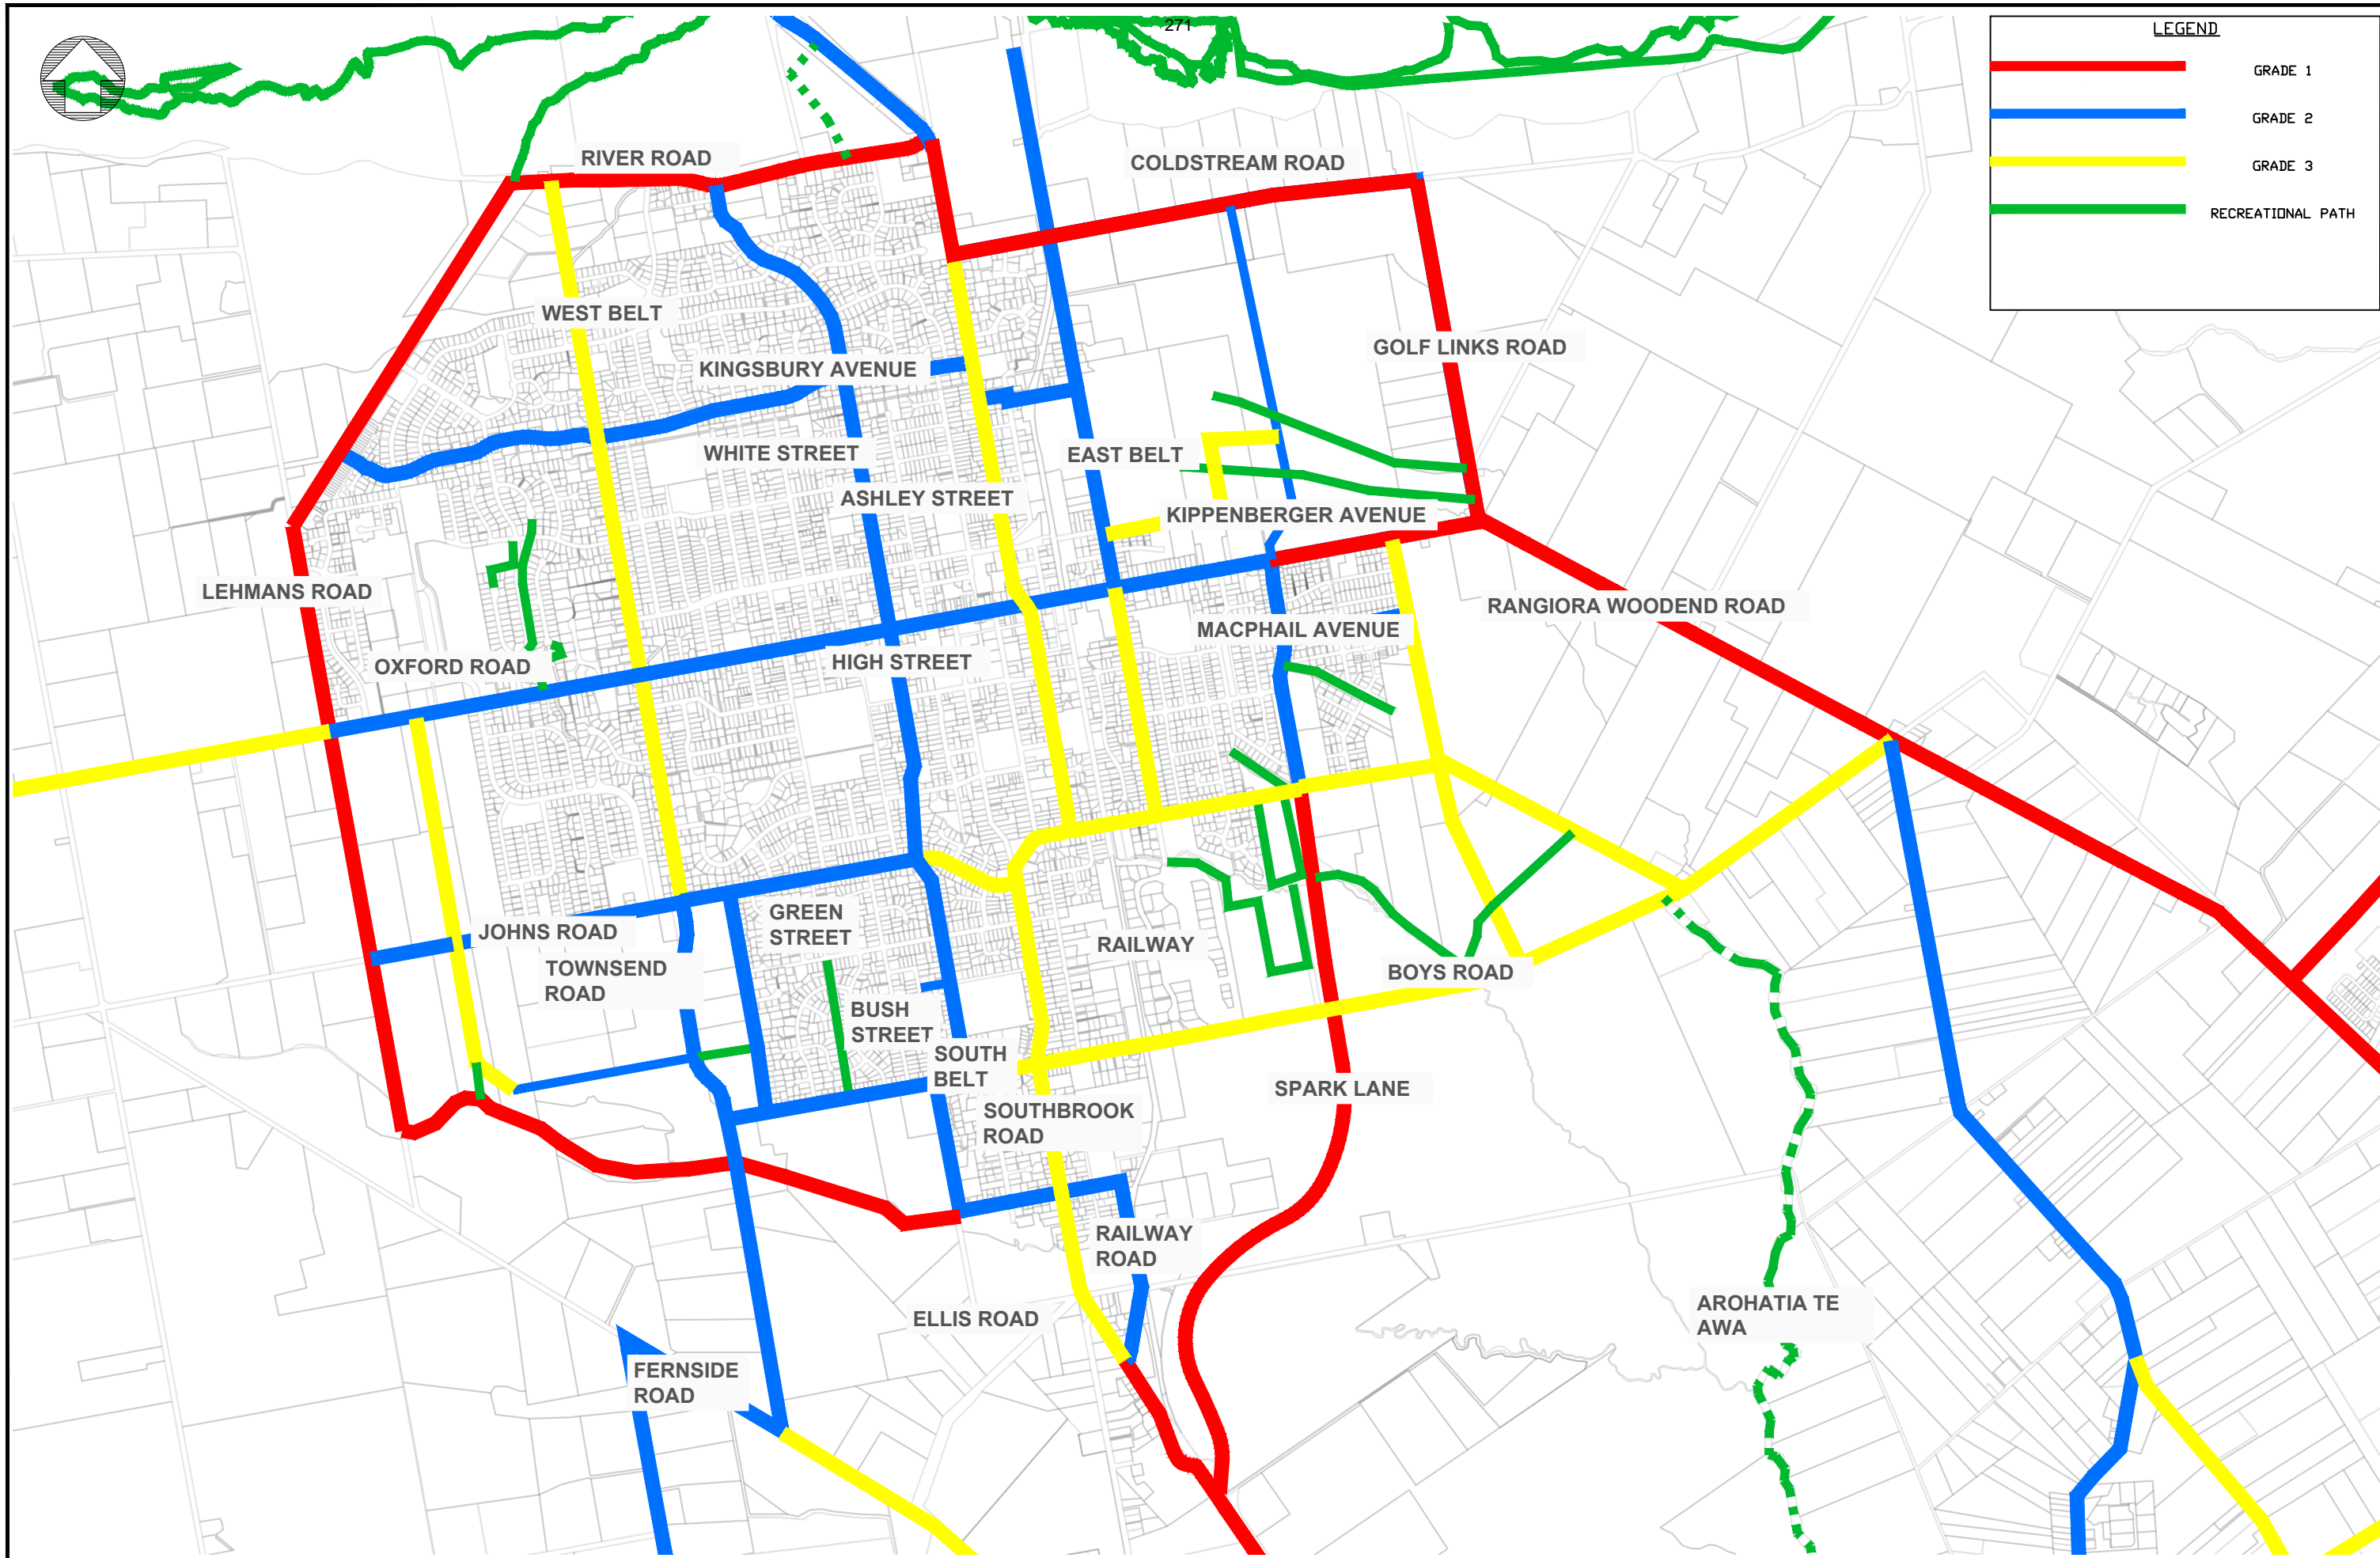 271
LEGEND
GRADE 1
GRADE 2
GRADE 3
RECREATIONAL PATH
RIVER ROAD
COLDSTREAM ROAD
WEST BELT
KINGSBURY AVENUE
GOLF LINKS ROAD
WHITE STREET
EAST BELT
ASHLEY STREET
KIPPENBERGER AVENUE
LEHMANS ROAD
RANGIORA WOODEND ROAD
MACPHAIL AVENUE
OXFORD ROAD
HIGH STREET
JOHNS ROAD
GREEN
STREET
RAILWAY
TOWNSEND
ROAD
BOYS ROAD
BUSH
STREET
SOUTH
BELT
SPARK LANE
SOUTHBROOK
ROAD
RAILWAY
ROAD
ELLIS ROAD
AROHATIA TE
AWA
FERNSIDE
ROAD